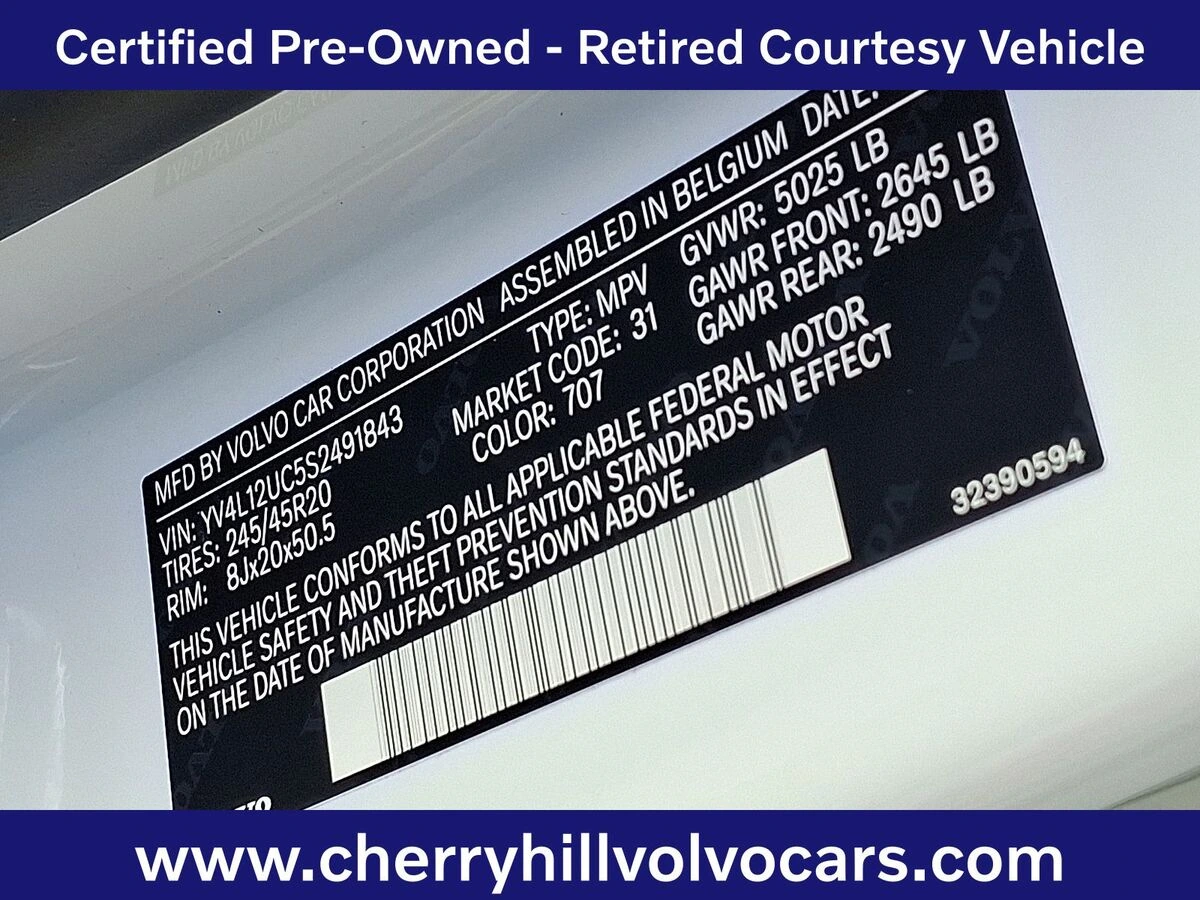 Certified Pre-Owned - Retired Courtesy Vehicle
MFD BY VOLVO CAR CORPORATION ASSEMBLED IN BELGIUM DATE:
VIN: YV4L12UC5S2491843 TYPE: MPV GVWR: 5025 LB
TIRES: 245/45R20 MARKET CODE: 31 GAWR FRONT: 2645 LB
RIM: 8Jx20x50.5 COLOR: 707 GAWR REAR: 2490 LB
THIS VEHICLE CONFORMS TO ALL APPLICABLE FEDERAL MOTOR
VEHICLE SAFETY AND THEFT PREVENTION STANDARDS IN EFFECT
ON THE DATE OF MANUFACTURE SHOWN ABOVE.
32390594
www.cherryhillvolvocars.com